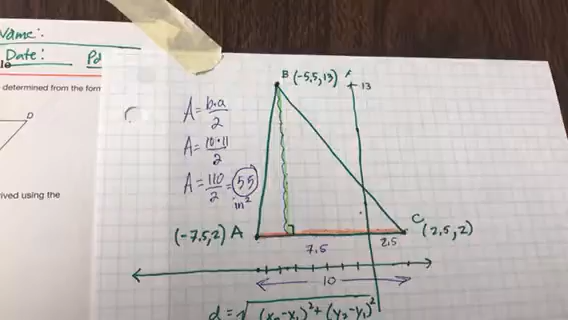 Name:
Date: Pd
le
determined from the form
D
ived using the
B (-5.5, 13)
13
A = b·a/2
A = 10·11/2
A = 110/2 = 55 in²
(-7.5, 2) A
C (2.5, 2)
7.5 2.5
10
d = √(x₂-x₁)² + (y₂-y₁)²